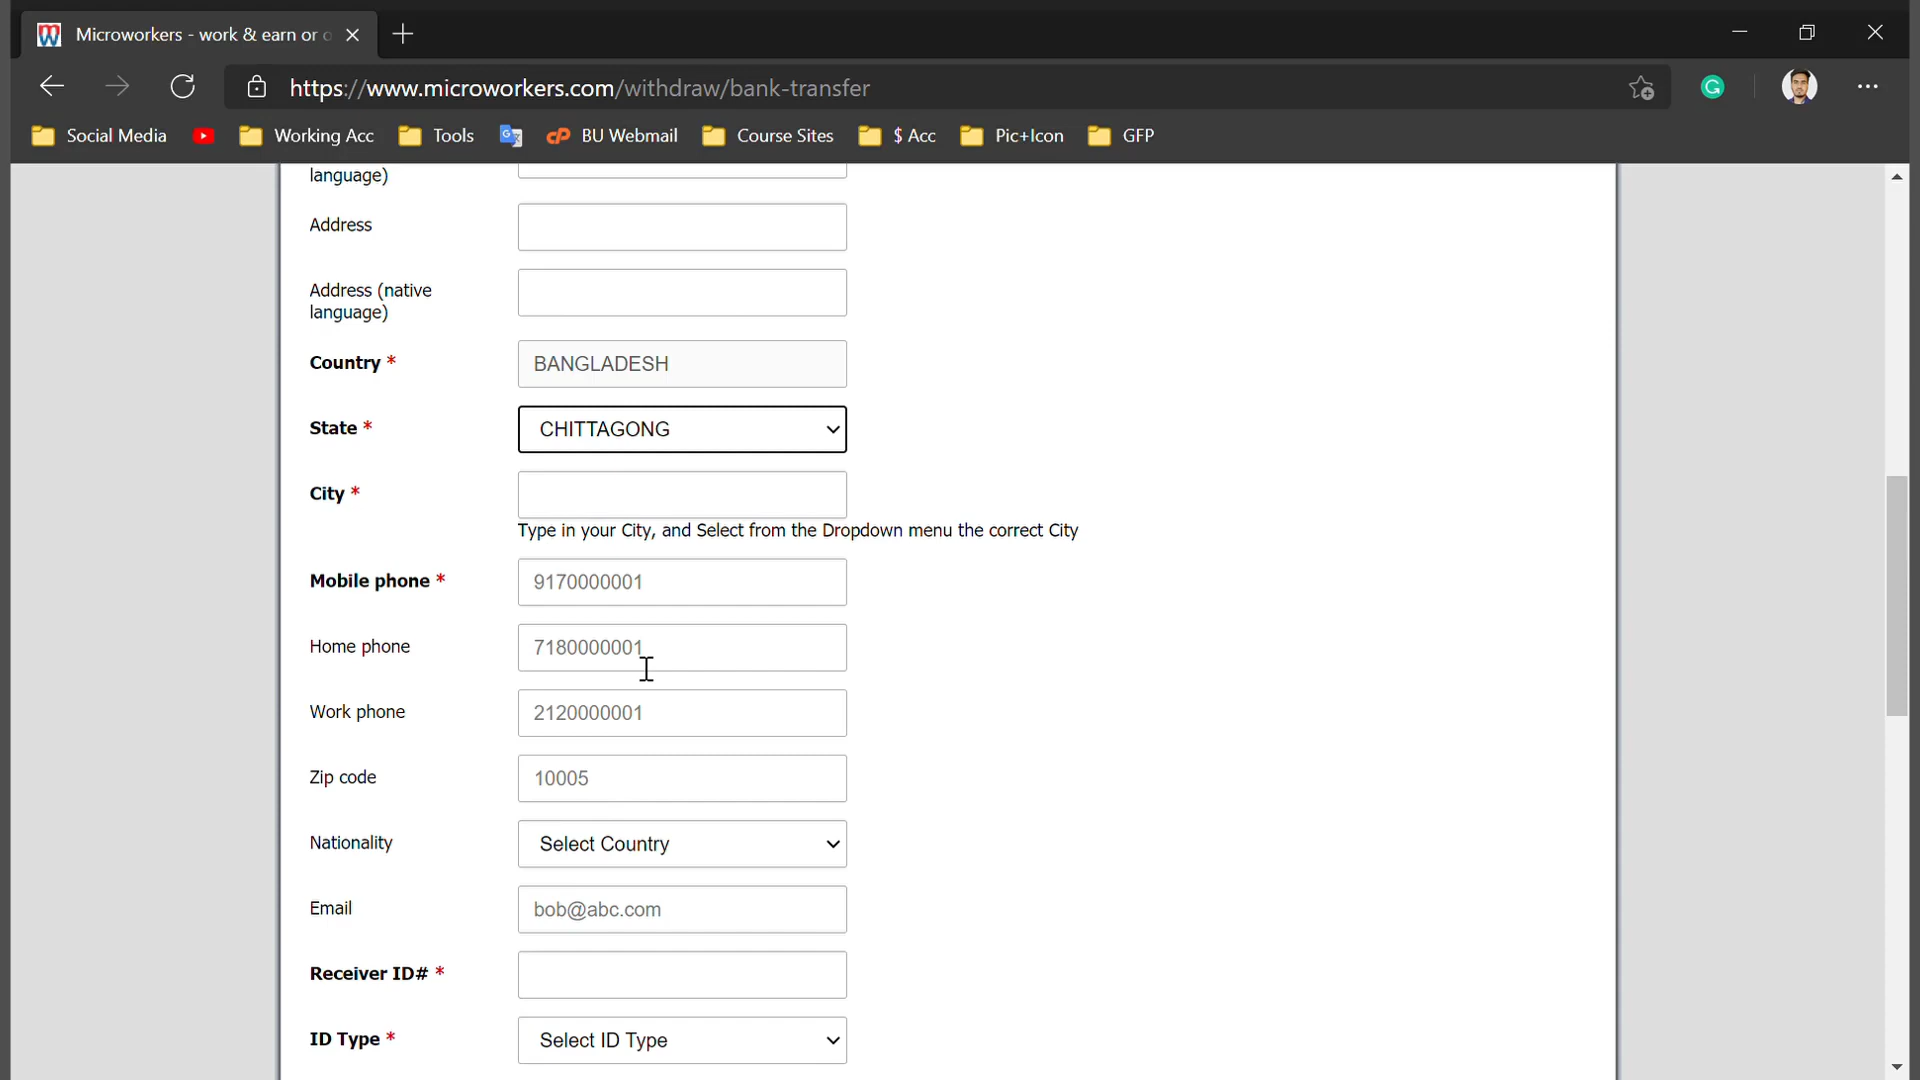 Microworkers - work & earn or o
https://www.microworkers.com/withdraw/bank-transfer
Social Media
Working Acc
Tools
BU Webmail
Course Sites
$ Acc
Pic+Icon
GFP
language)
Address
Address (native
language)
Country *
BANGLADESH
State *
CHITTAGONG
City *
Type in your City, and Select from the Dropdown menu the correct City
Mobile phone *
9170000001
Home phone
7180000001
Work phone
2120000001
Zip code
10005
Nationality
Select Country
Email
bob@abc.com
Receiver ID# *
ID Type *
Select ID Type